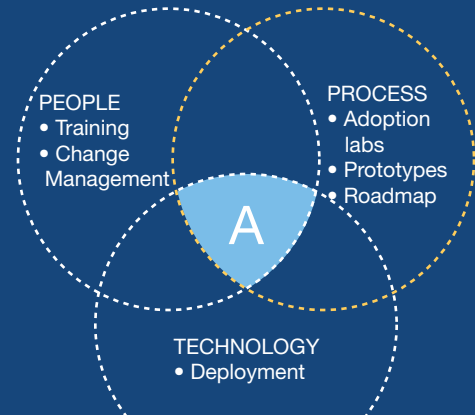 PEOPLE
• Training
• Change
Management
PROCESS
• Adoption
labs
• Prototypes
• Roadmap
A
TECHNOLOGY
• Deployment